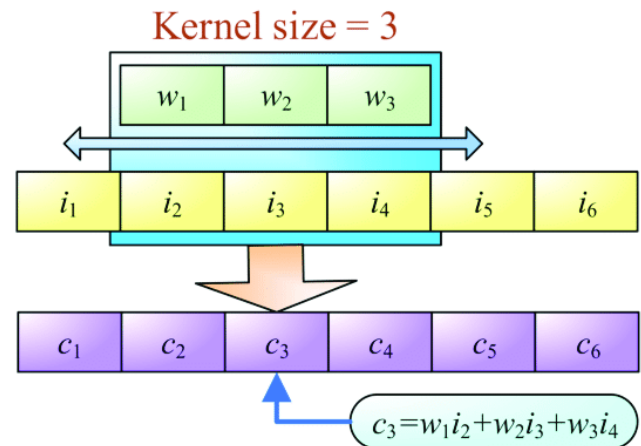 Kernel size = 3
w₁ w₂ w₃
i₁ i₂ i₃ i₄ i₅ i₆
c₁ c₂ c₃ c₄ c₅ c₆
c₃=w₁i₂+w₂i₃+w₃i₄